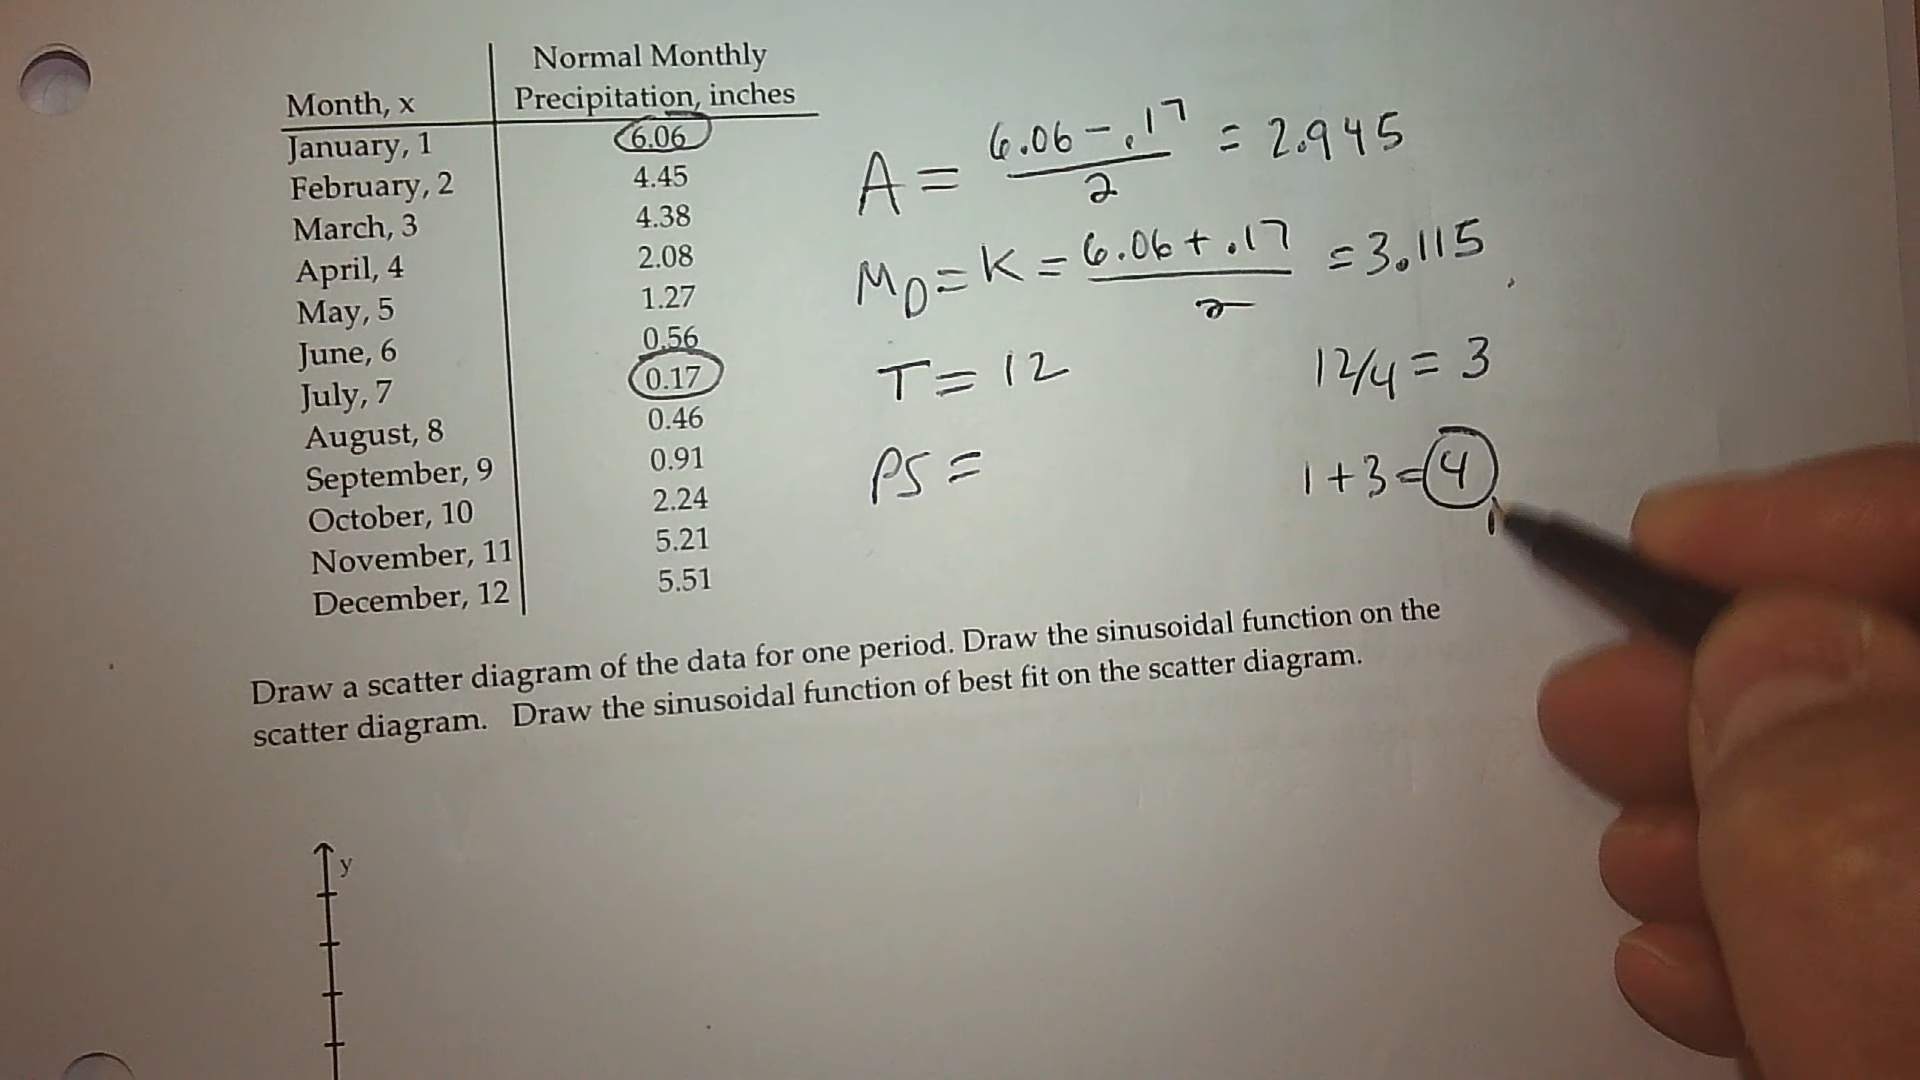 Normal Monthly
Month, x Precipitation, inches
January, 1 6.06
February, 2 4.45
March, 3 4.38
April, 4 2.08
May, 5 1.27
June, 6 0.56
July, 7 0.17
August, 8 0.46
September, 9 0.91
October, 10 2.24
November, 11 5.21
December, 12 5.51
A = (6.06 - .17)/2 = 2.945
MD = K = (6.06 + .17)/2 = 3.115
T = 12 12/4 = 3
PS = 1 + 3 = 4
Draw a scatter diagram of the data for one period. Draw the sinusoidal function on the
scatter diagram. Draw the sinusoidal function of best fit on the scatter diagram.
y